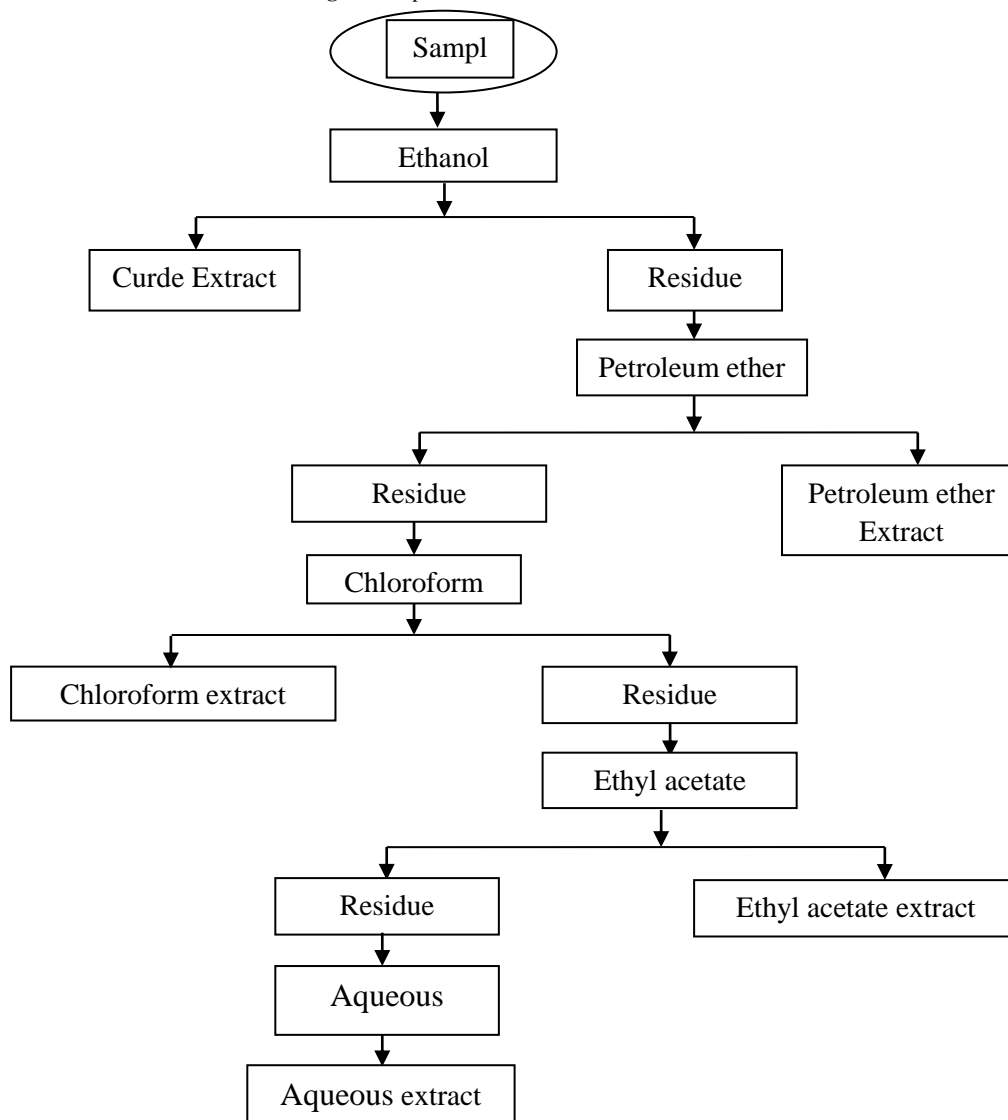 Sampl
Ethanol
Curde Extract
Residue
Petroleum ether
Residue
Petroleum ether
Extract
Chloroform
Chloroform extract
Residue
Ethyl acetate
Residue
Ethyl acetate extract
Aqueous
Aqueous extract